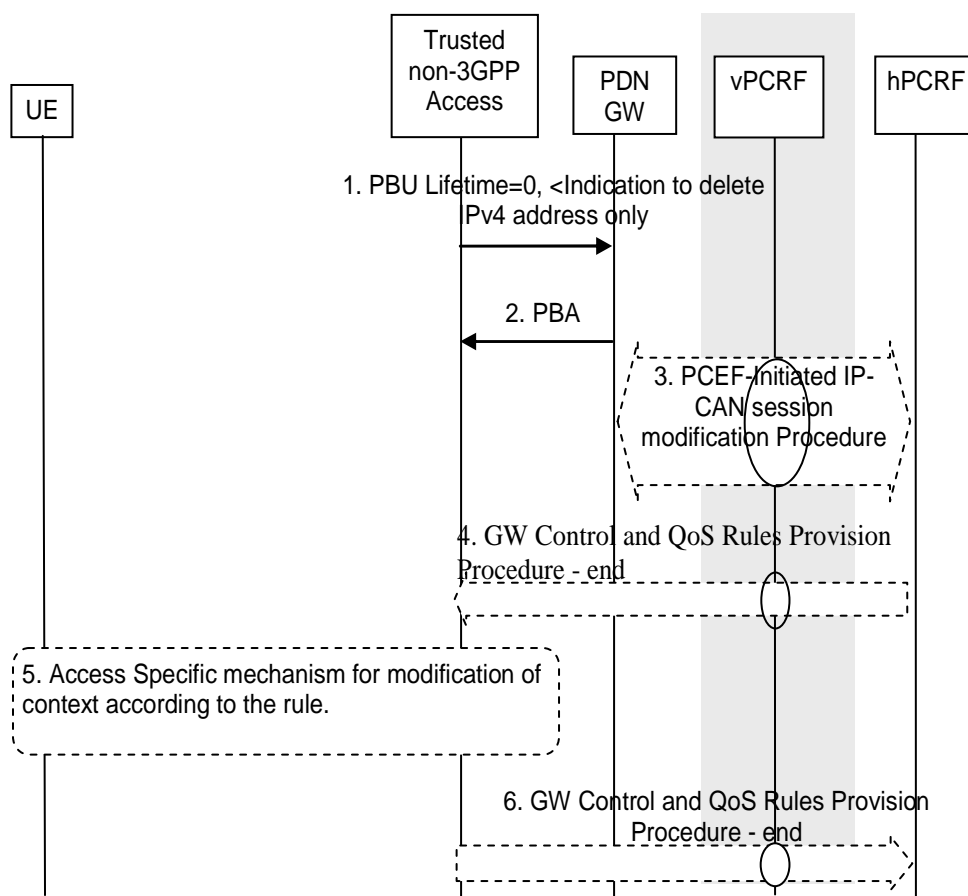 Trusted
non-3GPP
Access
UE
PDN
GW
vPCRF
hPCRF
1. PBU Lifetime=0, <Indication to delete
IPv4 address only
2. PBA
3. PCEF-Initiated IP-
CAN session
modification Procedure
4. GW Control and QoS Rules Provision
Procedure - end
5. Access Specific mechanism for modification of
context according to the rule.
6. GW Control and QoS Rules Provision
Procedure - end